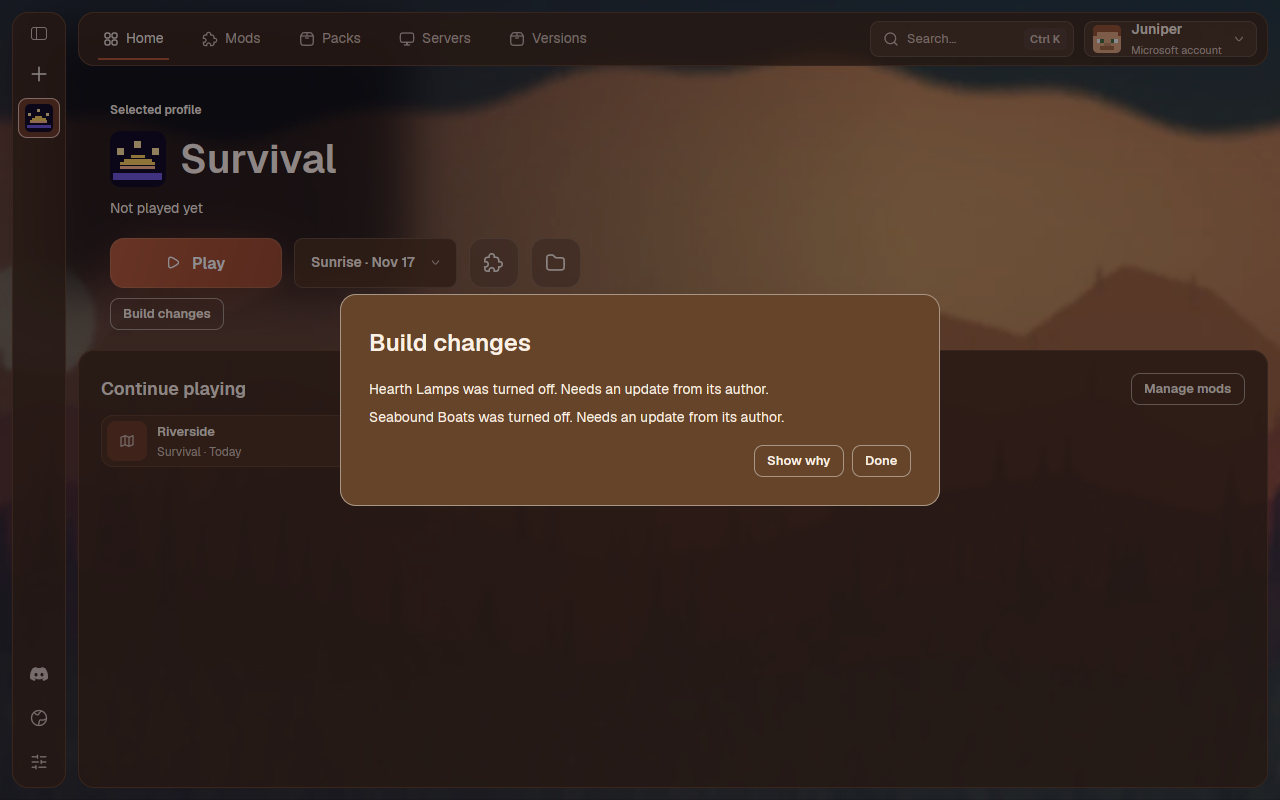 Home
Mods
Packs
Servers
Versions
Search...
Ctrl K
Juniper
Microsoft account
Selected profile
Survival
Not played yet
Play
Sunrise · Nov 17
Build changes
Build changes
Hearth Lamps was turned off. Needs an update from its author.
Seabound Boats was turned off. Needs an update from its author.
Show why
Done
Continue playing
Manage mods
Riverside
Survival · Today